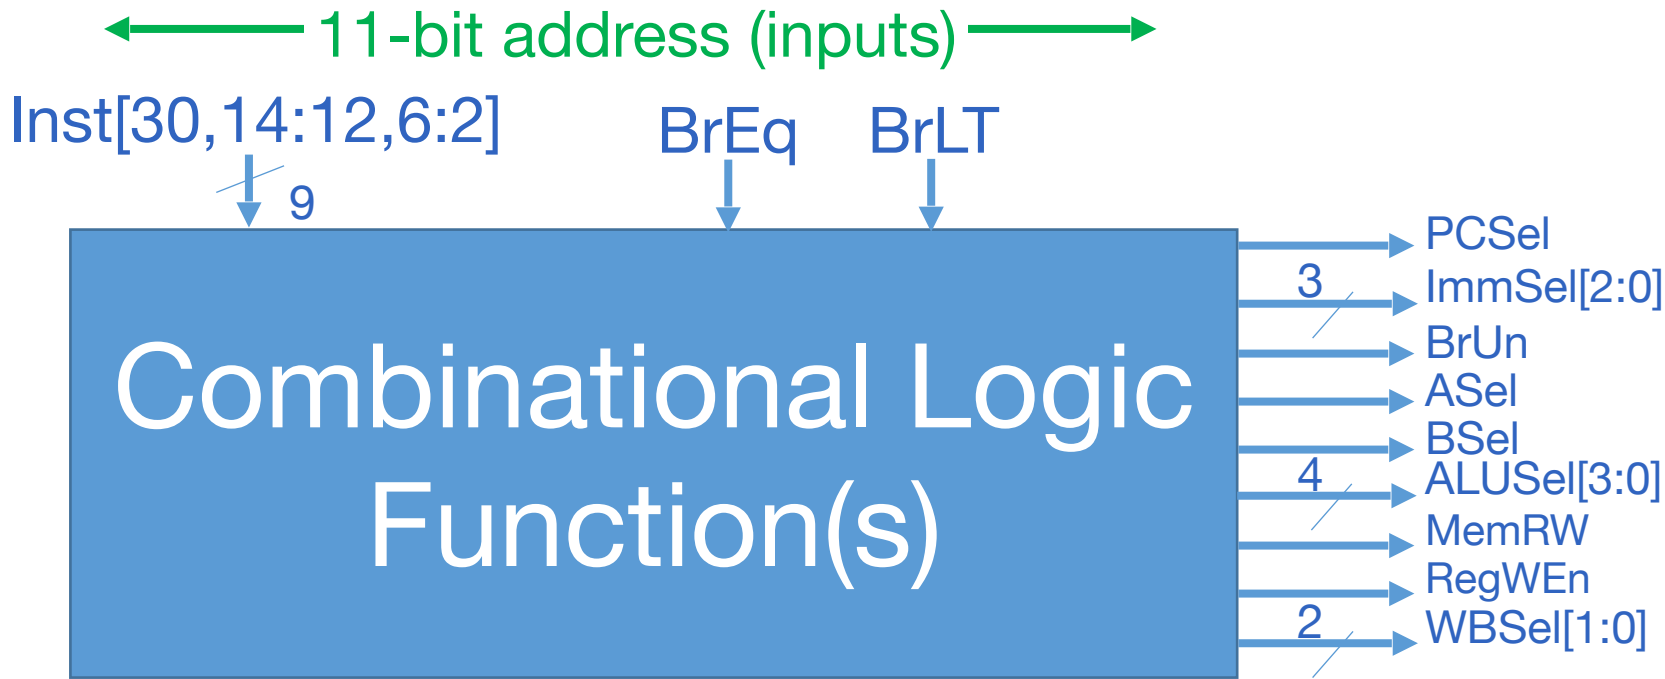 11-bit address (inputs)
Inst[30,14:12,6:2]
BrEq
BrLT
9
Combinational Logic
Function(s)
PCSel
3
ImmSel[2:0]
BrUn
ASel
BSel
4
ALUSel[3:0]
MemRW
RegWEn
2
WBSel[1:0]